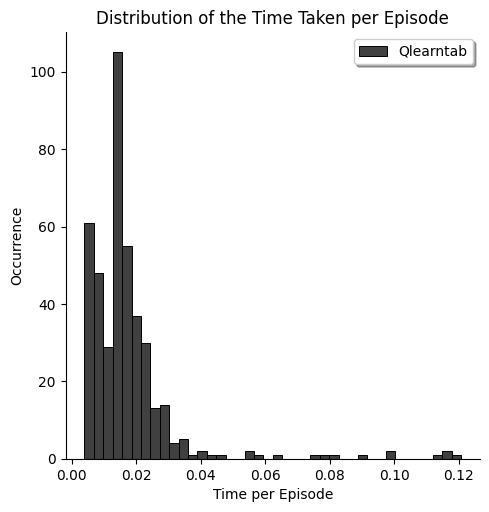 Distribution of the Time Taken per Episode
Qlearntab
Occurrence
100
80
60
40
20
0
0.00 0.02 0.04 0.06 0.08 0.10 0.12
Time per Episode